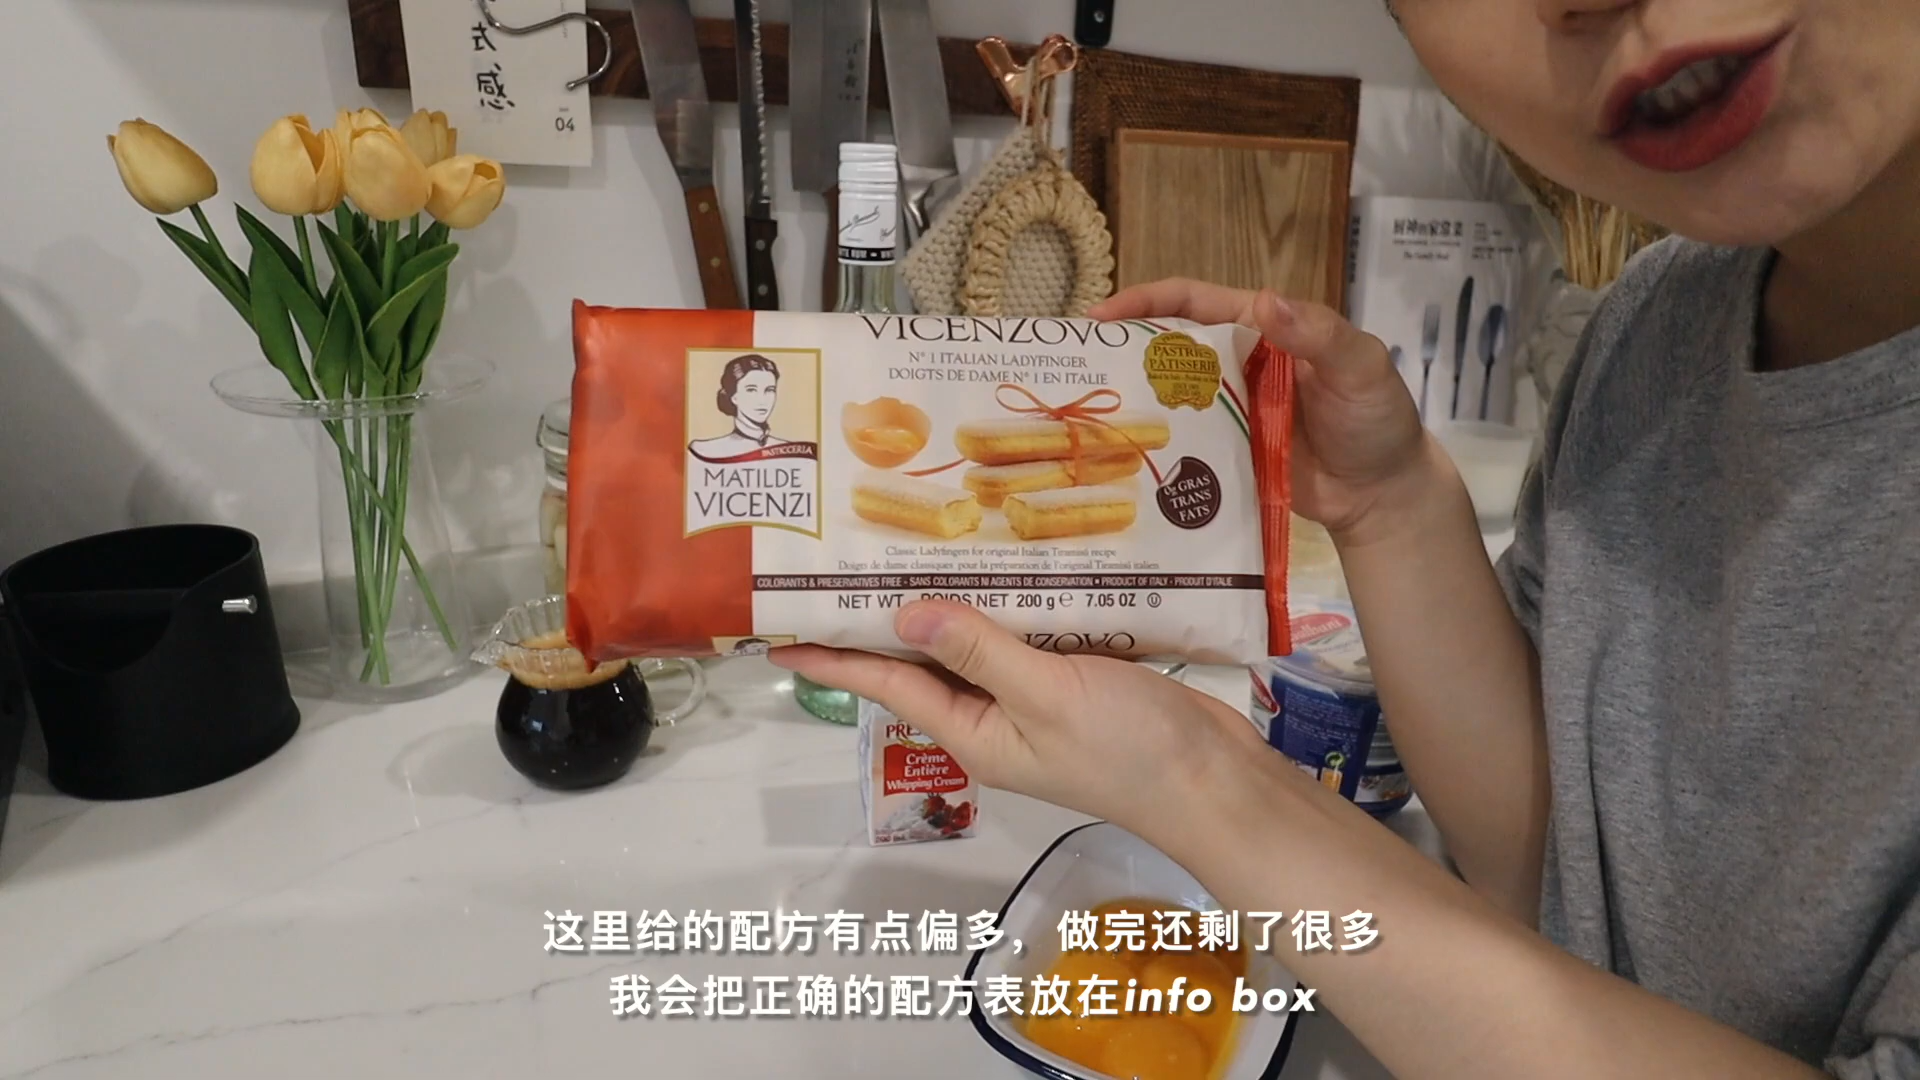 去
感
04
VICENZOVO
N° 1 ITALIAN LADYFINGER
DOIGTS DE DAME N° 1 EN ITALIE
PASTRIES
PATISSERIE
PASTICCERIA
MATILDE
VICENZI
0g GRAS
TRANS
FATS
Classic Ladyfingers for original Italian Tiramisù recipe
Doigts de dame classiques pour la préparation de l'original Tiramisù italien
COLORANTS & PRESERVATIVES FREE - SANS COLORANTS NI AGENTS DE CONSERVATION • PRODUCT OF ITALY - PRODUIT D'ITALIE
NET WT. POIDS NET 200 g e 7.05 OZ
NZOVO
Crème
Entière
Whipping Cream
这里给的配方有点偏多，做完还剩了很多
我会把正确的配方表放在info box